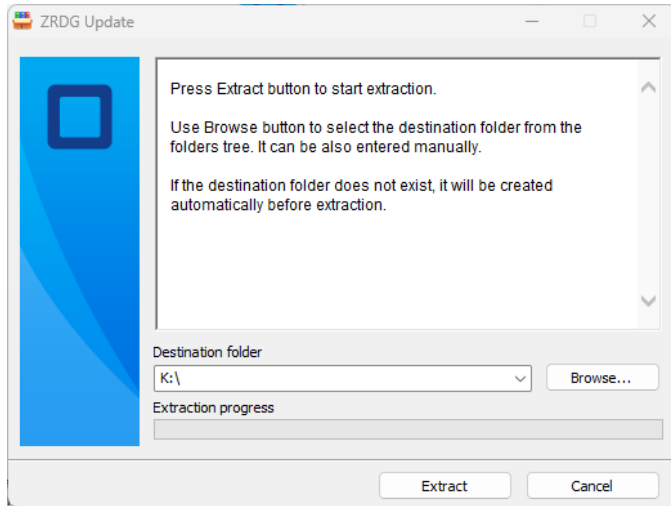 ZRDG Update
Press Extract button to start extraction.
Use Browse button to select the destination folder from the
folders tree. It can be also entered manually.
If the destination folder does not exist, it will be created
automatically before extraction.
Destination folder
K:\
Browse...
Extraction progress
Extract
Cancel